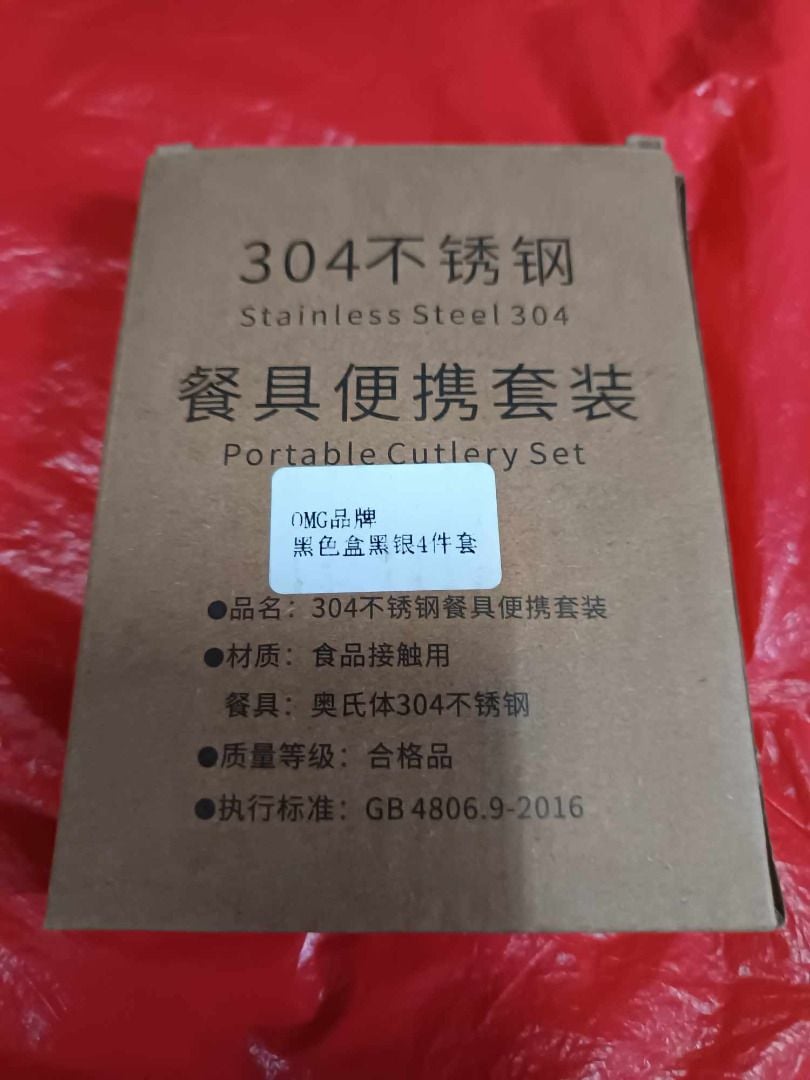 304不锈钢
Stainless Steel 304
餐具便携套装
Portable Cutlery Set
OMG品牌
黑色盒黑银4件套
●品名：304不锈钢餐具便携套装
●材质：食品接触用
餐具：奥氏体304不锈钢
●质量等级：合格品
●执行标准：GB 4806.9-2016